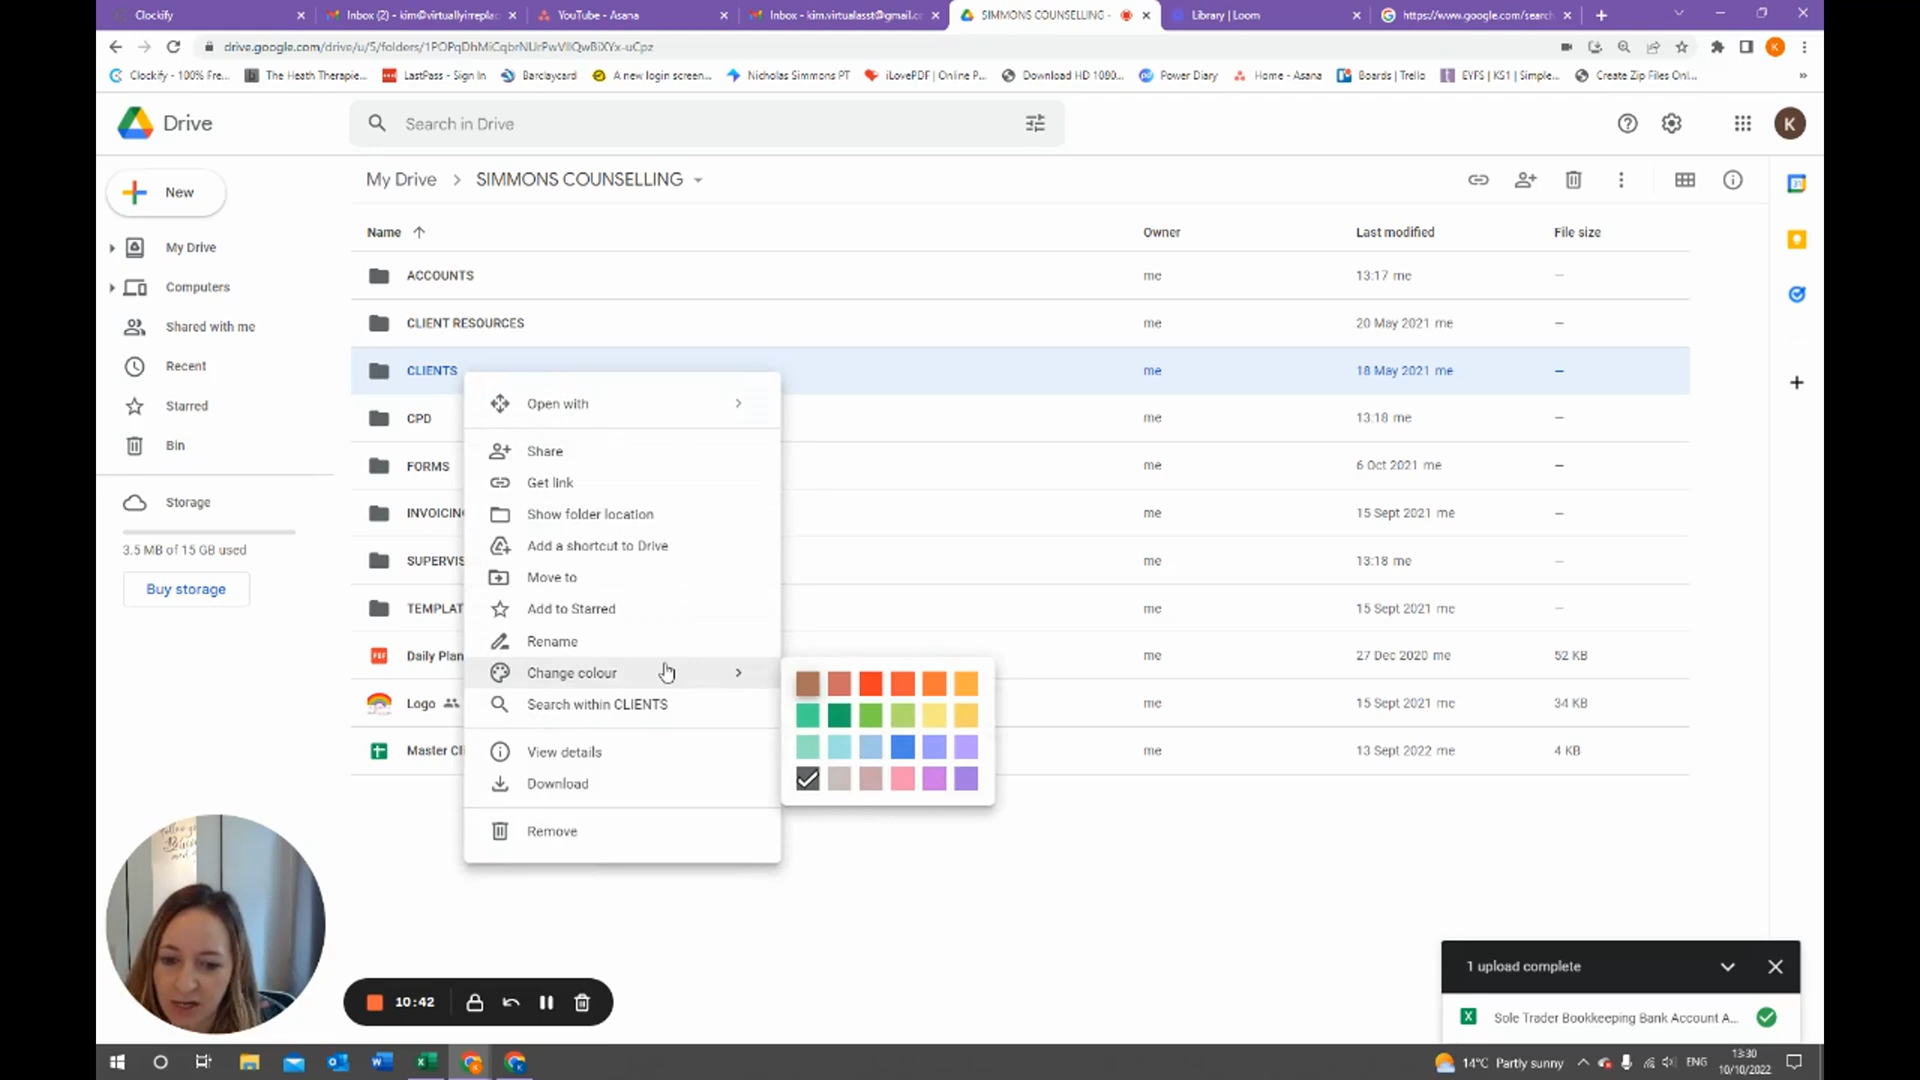 Clockify
Inbox (2) - kim@virtuallyirreplac
YouTube - Asana
Inbox - kim.virtualasst@gmail.c
SIMMONS COUNSELLING -
Library | Loom
https://www.google.com/search
drive.google.com/drive/u/5/folders/1POPqDhMiCqbrNUrPwVllQwBiXYx-uCpz
Clockify - 100% Fre...
The Heath Therapie...
LastPass - Sign In
Barclaycard
A new login screen...
Nicholas Simmons PT
iLovePDF | Online P...
Download HD 1080...
Power Diary
Home - Asana
Boards | Trello
EYFS | KS1 | Simple...
Create Zip Files Onl...
Drive
Search in Drive
K
New
My Drive
Computers
Shared with me
Recent
Starred
Bin
Storage
3.5 MB of 15 GB used
Buy storage
My Drive > SIMMONS COUNSELLING
Name Owner Last modified File size
ACCOUNTS me 13:17 me –
CLIENT RESOURCES me 20 May 2021 me –
CLIENTS me 18 May 2021 me –
CPD me 13:18 me –
FORMS me 6 Oct 2021 me –
INVOICIN me 15 Sept 2021 me –
SUPERVIS me 13:18 me –
TEMPLAT me 15 Sept 2021 me –
Daily Plan me 27 Dec 2020 me 52 KB
Logo me 15 Sept 2021 me 34 KB
Master Cli me 13 Sept 2022 me 4 KB
Open with
Share
Get link
Show folder location
Add a shortcut to Drive
Move to
Add to Starred
Rename
Change colour
Search within CLIENTS
View details
Download
Remove
10:42
1 upload complete
Sole Trader Bookkeeping Bank Account A...
14°C Partly sunny
ENG
13:30
10/10/2022